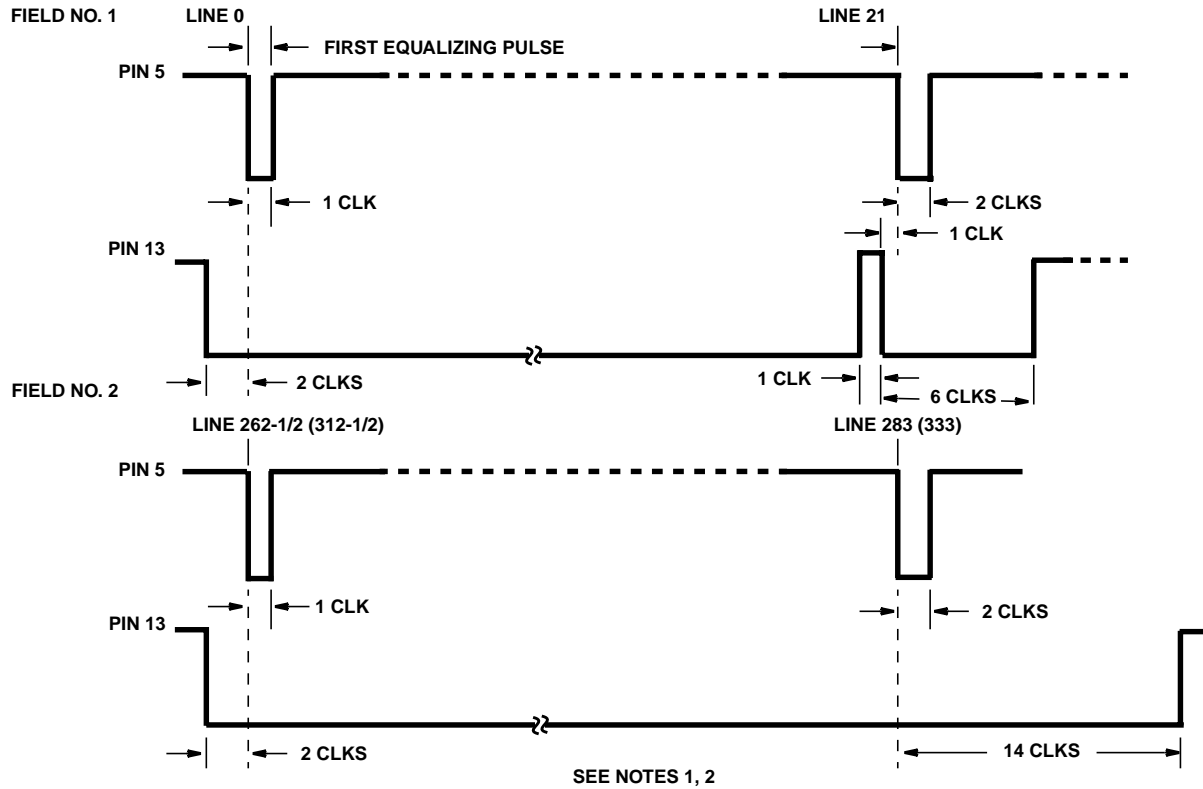 FIELD NO. 1 LINE 0 LINE 21
FIRST EQUALIZING PULSE
PIN 5
1 CLK 2 CLKS
1 CLK
PIN 13
2 CLKS 1 CLK
6 CLKS
FIELD NO. 2
LINE 262-1/2 (312-1/2) LINE 283 (333)
PIN 5
1 CLK 2 CLKS
PIN 13
2 CLKS 14 CLKS
SEE NOTES 1, 2